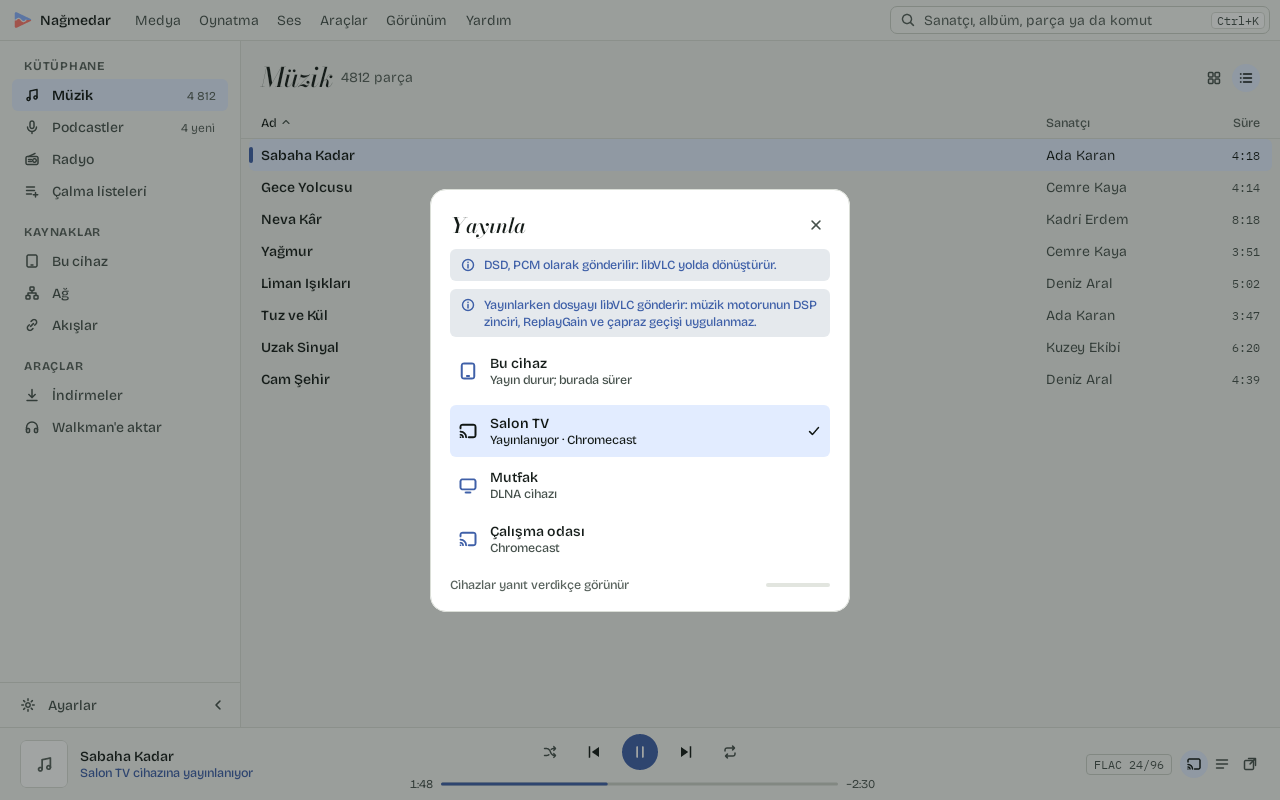 Nağmedar
Medya
Oynatma
Ses
Araçlar
Görünüm
Yardım
Sanatçı, albüm, parça ya da komut
Ctrl+K
KÜTÜPHANE
Müzik
4 812
Podcastler
4 yeni
Radyo
Çalma listeleri
KAYNAKLAR
Bu cihaz
Ağ
Akışlar
ARAÇLAR
İndirmeler
Walkman'e aktar
Ayarlar
Müzik
4812 parça
Ad
Sanatçı
Süre
Sabaha Kadar
Ada Karan
4:18
Gece Yolcusu
Cemre Kaya
4:14
Neva Kâr
Kadri Erdem
8:18
Yağmur
Cemre Kaya
3:51
Liman Işıkları
Deniz Aral
5:02
Tuz ve Kül
Ada Karan
3:47
Uzak Sinyal
Kuzey Ekibi
6:20
Cam Şehir
Deniz Aral
4:39
Yayınla
DSD, PCM olarak gönderilir: libVLC yolda dönüştürür.
Yayınlarken dosyayı libVLC gönderir: müzik motorunun DSP
zinciri, ReplayGain ve çapraz geçişi uygulanmaz.
Bu cihaz
Yayın durur; burada sürer
Salon TV
Yayınlanıyor · Chromecast
Mutfak
DLNA cihazı
Çalışma odası
Chromecast
Cihazlar yanıt verdikçe görünür
Sabaha Kadar
Salon TV cihazına yayınlanıyor
1:48
−2:30
FLAC 24/96